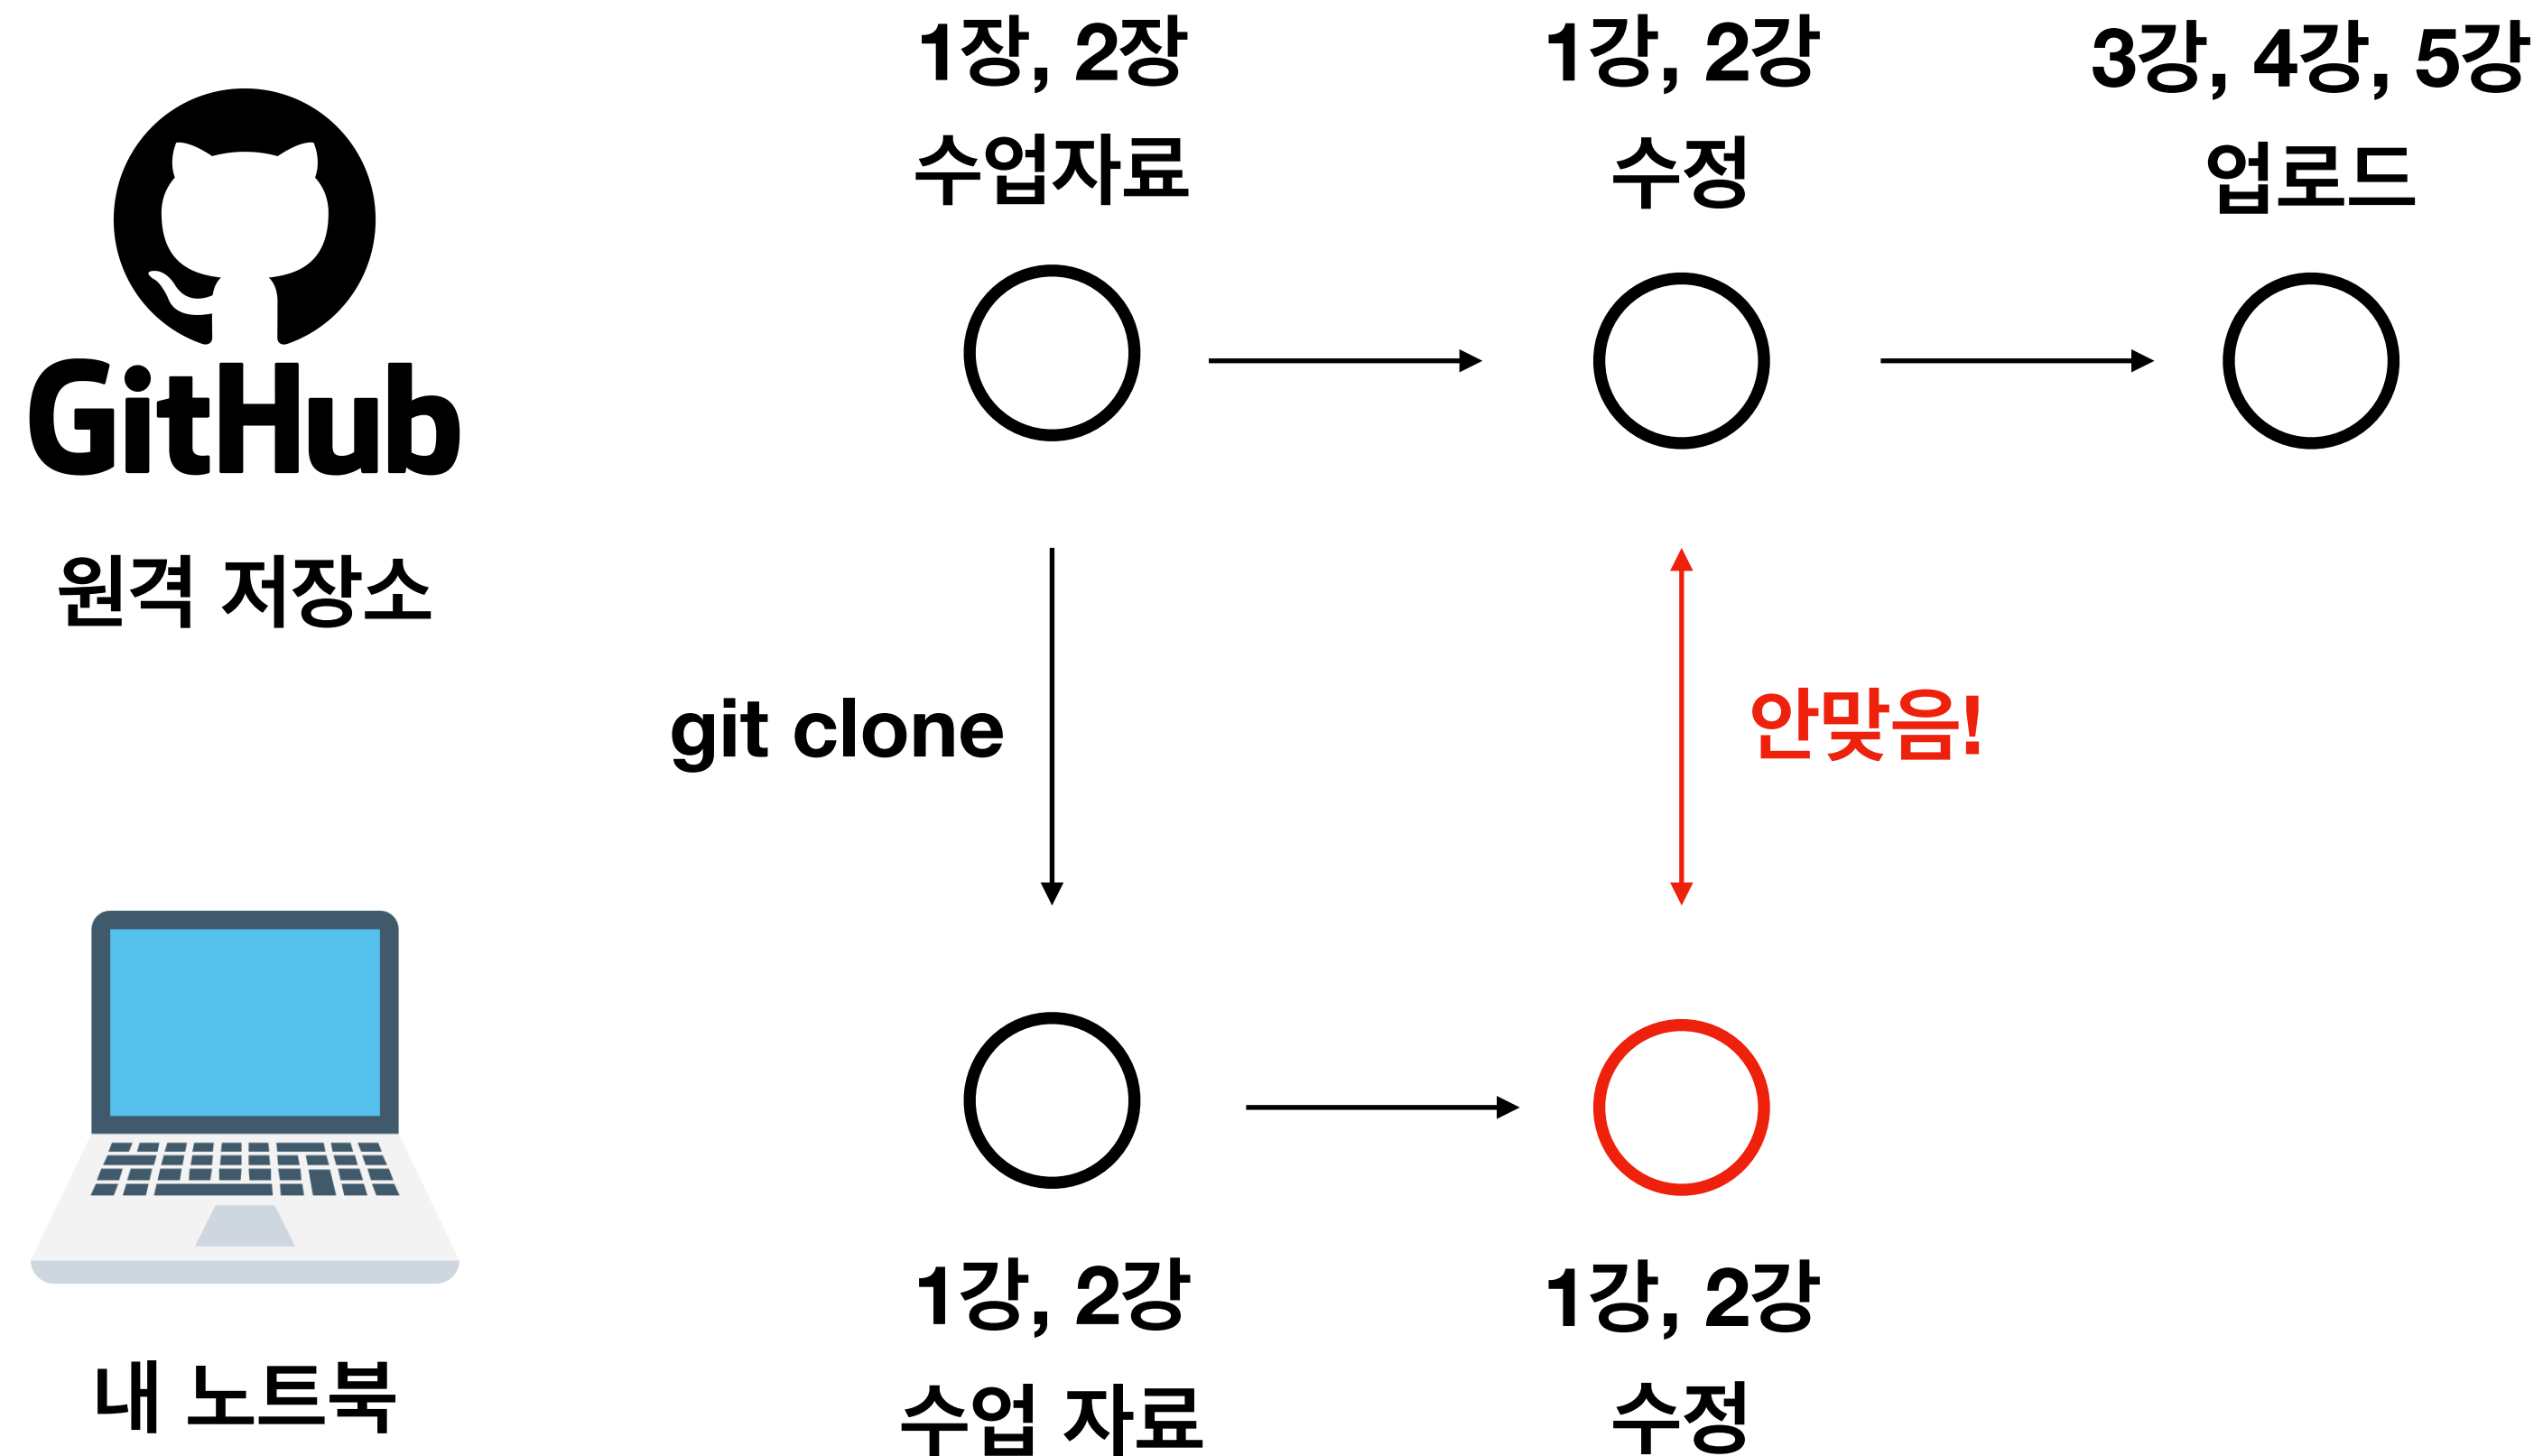 1장, 2장
수업자료
1강, 2강
수정
3강, 4강, 5강
업로드
GitHub
원격 저장소
git clone
안맞음!
내 노트북
1강, 2강
수업 자료
1강, 2강
수정